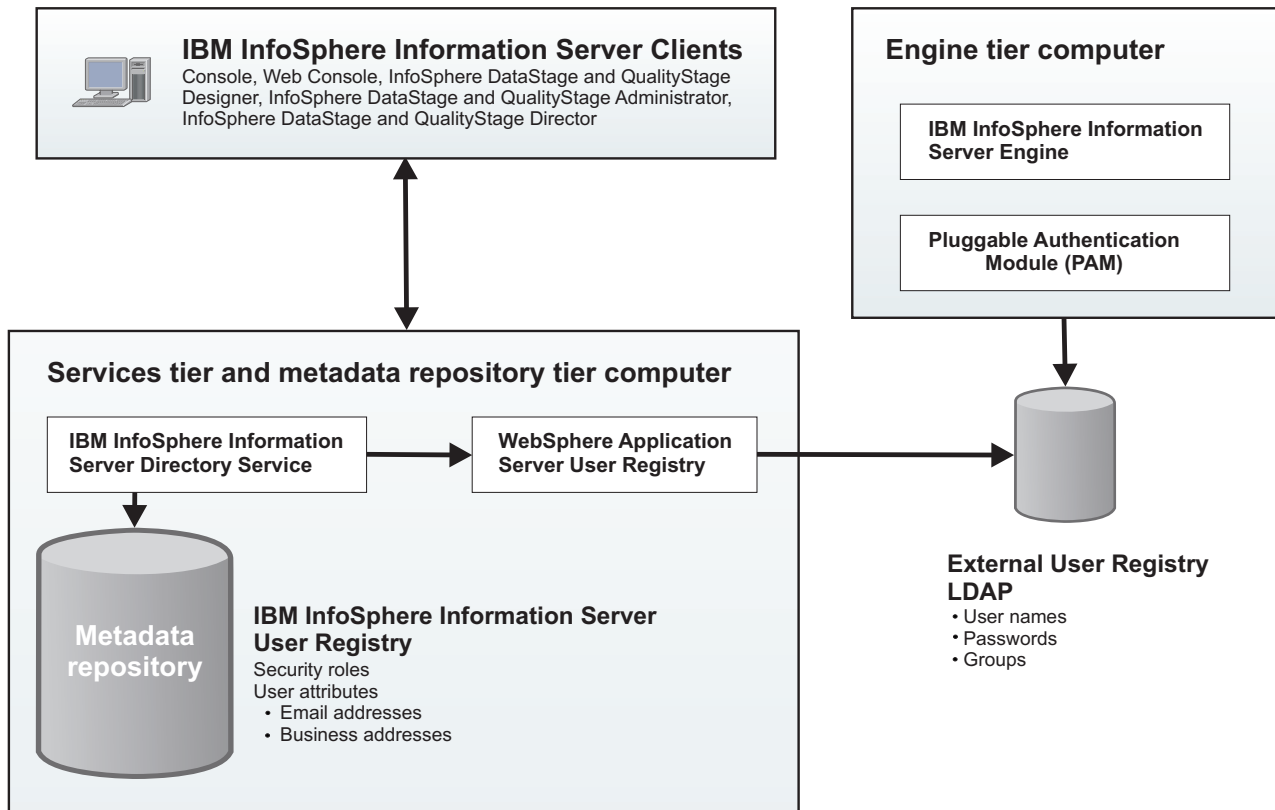 IBM InfoSphere Information Server Clients
Console, Web Console, InfoSphere DataStage and QualityStage
Designer, InfoSphere DataStage and QualityStage Administrator,
InfoSphere DataStage and QualityStage Director
Engine tier computer
IBM InfoSphere Information
Server Engine
Pluggable Authentication
Module (PAM)
Services tier and metadata repository tier computer
IBM InfoSphere Information
Server Directory Service
WebSphere Application
Server User Registry
Metadata
repository
IBM InfoSphere Information Server
User Registry
Security roles
User attributes
• Email addresses
• Business addresses
External User Registry
LDAP
• User names
• Passwords
• Groups